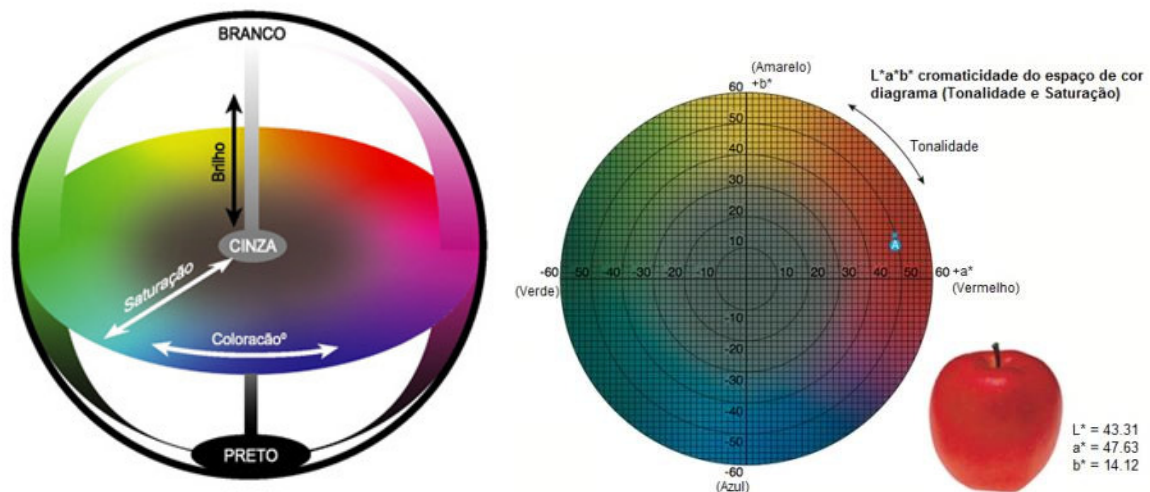 BRANCO
Brilho
CINZA
Saturação
Coloracãoº
PRETO
L*a*b* cromaticidade do espaço de cor
diagrama (Tonalidade e Saturação)
(Amarelo)
+b*
Tonalidade
60
50
40
30
20
10
A
-60 -50 -40 -30 -20 -10 10 20 30 40 50 60 +a*
(Verde)
(Vermelho)
-10
-20
-30
-40
-50
-60
(Azul)
L* = 43.31
a* = 47.63
b* = 14.12